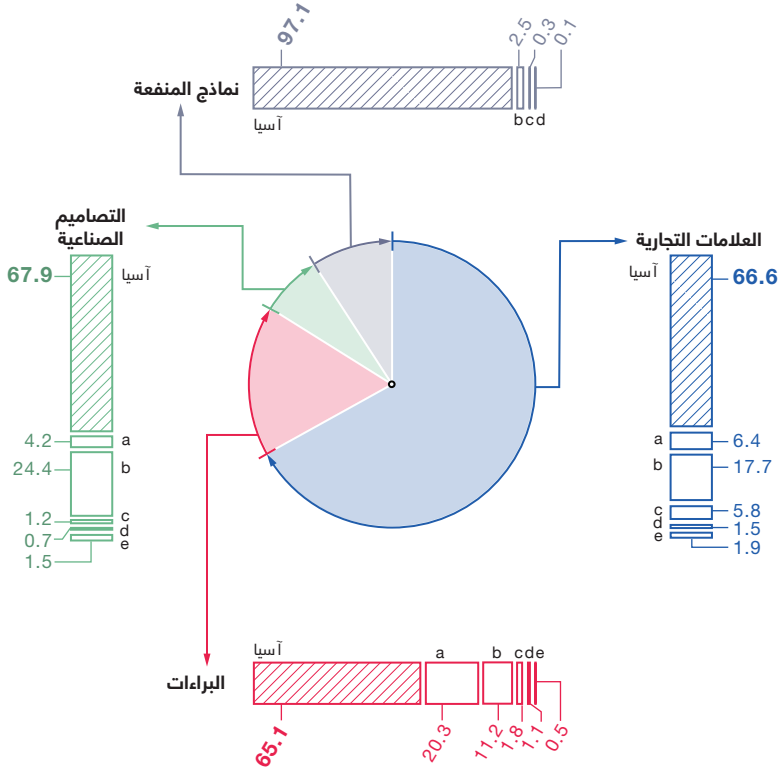 97.1
2.5
0.3
0.1
نماذج المنفعة
آسيا
b c d
التصاميم
الصناعية
67.9
آسيا
4.2
a
24.4
b
1.2
c
0.7
d
1.5
e
العلامات التجارية
آسيا
66.6
a
6.4
b
17.7
c
5.8
d
1.5
e
1.9
آسيا
a
b
c d e
البراءات
65.1
20.3
11.2
1.8
1.1
0.5